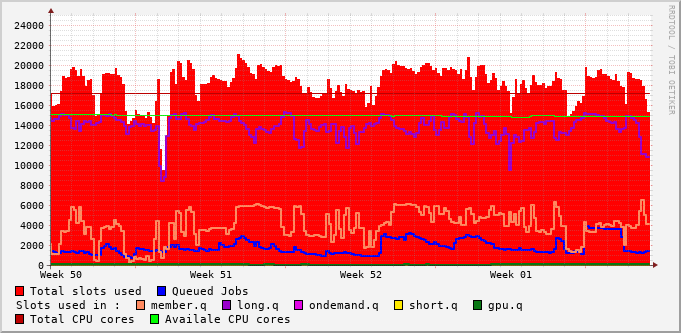 RRDTOOL / TOBI OETIKER
24000
22000
20000
18000
16000
14000
12000
10000
8000
6000
4000
2000
0
Week 50 Week 51 Week 52 Week 01
Total slots used Queued Jobs
Slots used in : member.q long.q ondemand.q short.q gpu.q
Total CPU cores Availale CPU cores